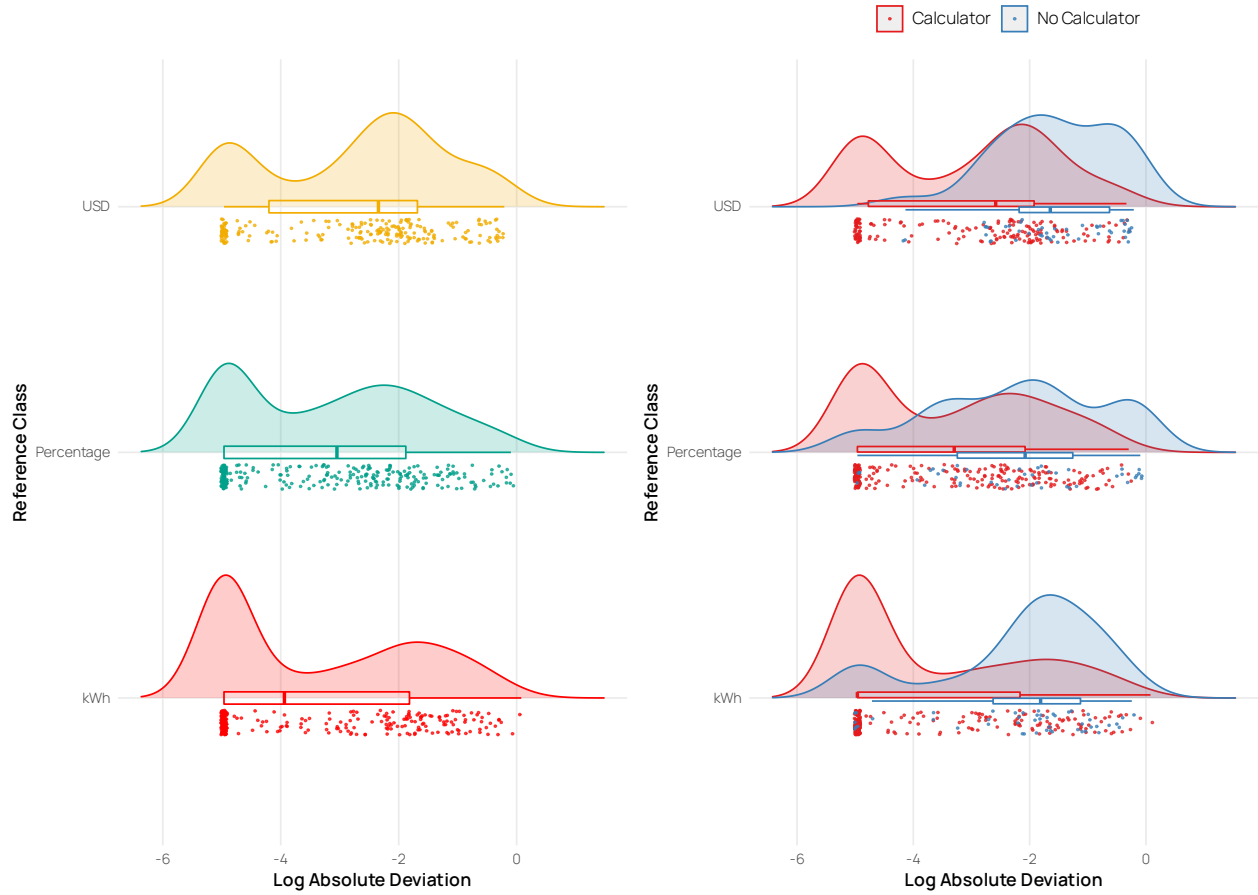 Calculator
No Calculator
USD
Percentage
kWh
Reference Class
-6
-4
-2
0
Log Absolute Deviation
USD
Percentage
kWh
Reference Class
-6
-4
-2
0
Log Absolute Deviation